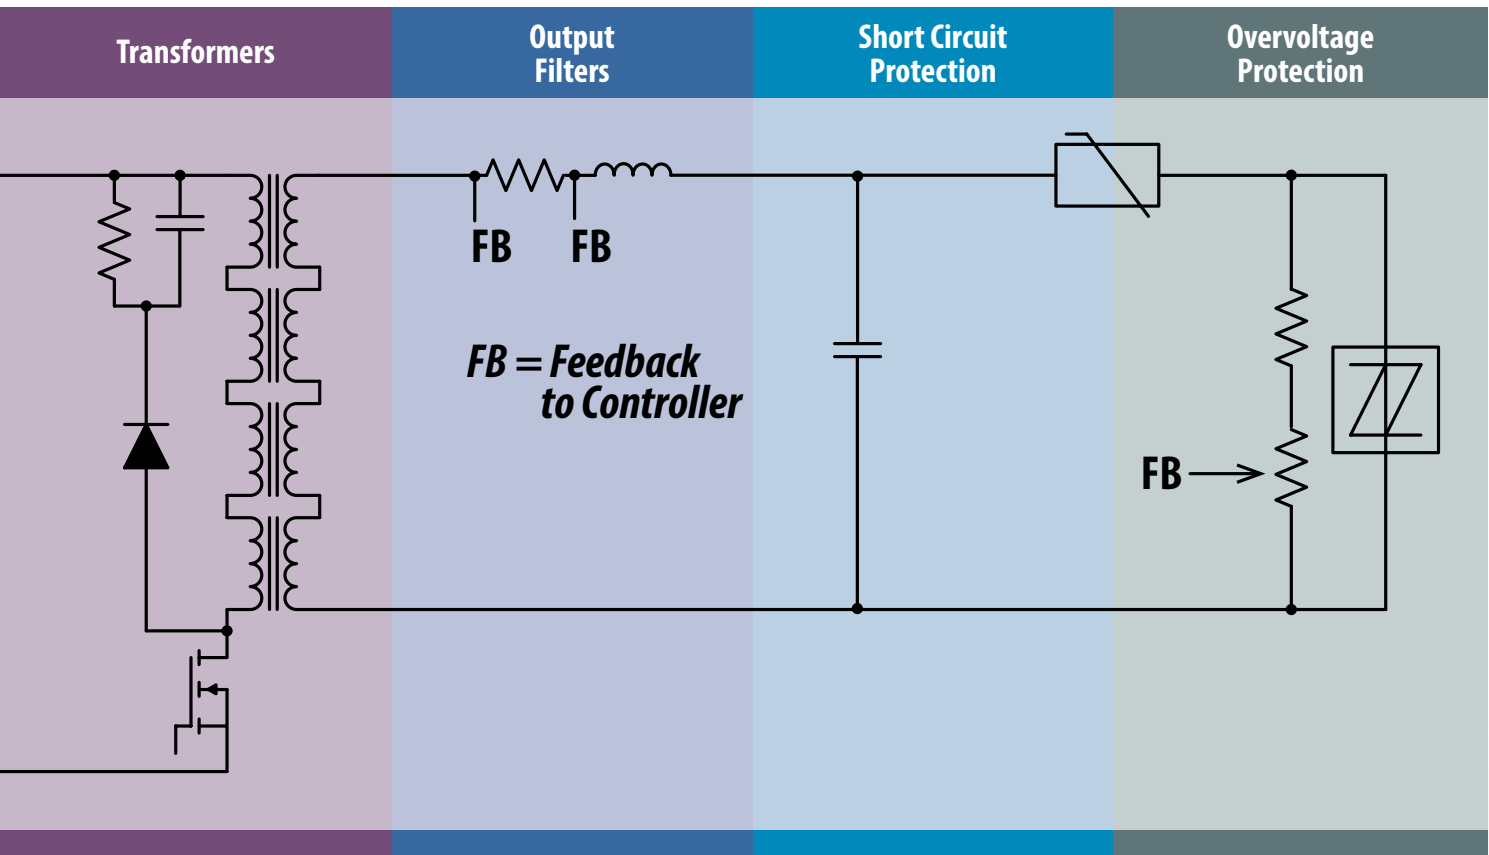 Transformers
Output
Filters
Short Circuit
Protection
Overvoltage
Protection
FB
FB
FB = Feedback
to Controller
FB